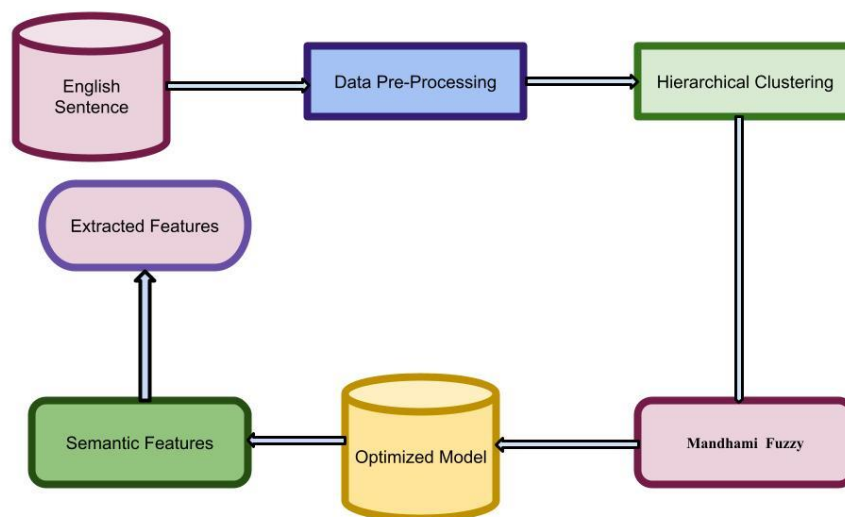 English
Sentence
Data Pre-Processing
Hierarchical Clustering
Extracted Features
Semantic Features
Optimized Model
Mandhami Fuzzy